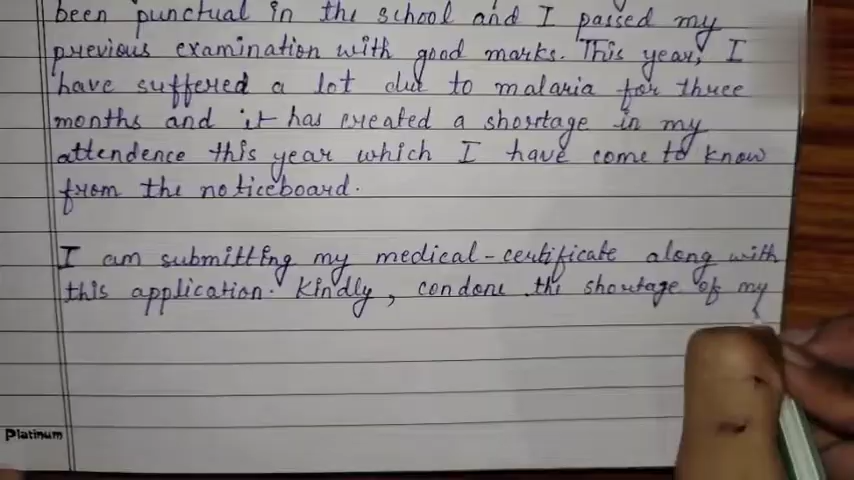 been punctual in the school and I passed my
previous examination with good marks. This year, I
have suffered a lot due to malaria for three
months and it has created a shortage in my
attendence this year which I have come to know
from the noticeboard.
I am submitting my medical-certificate along with
this application. Kindly, condone the shortage of my
Platinum